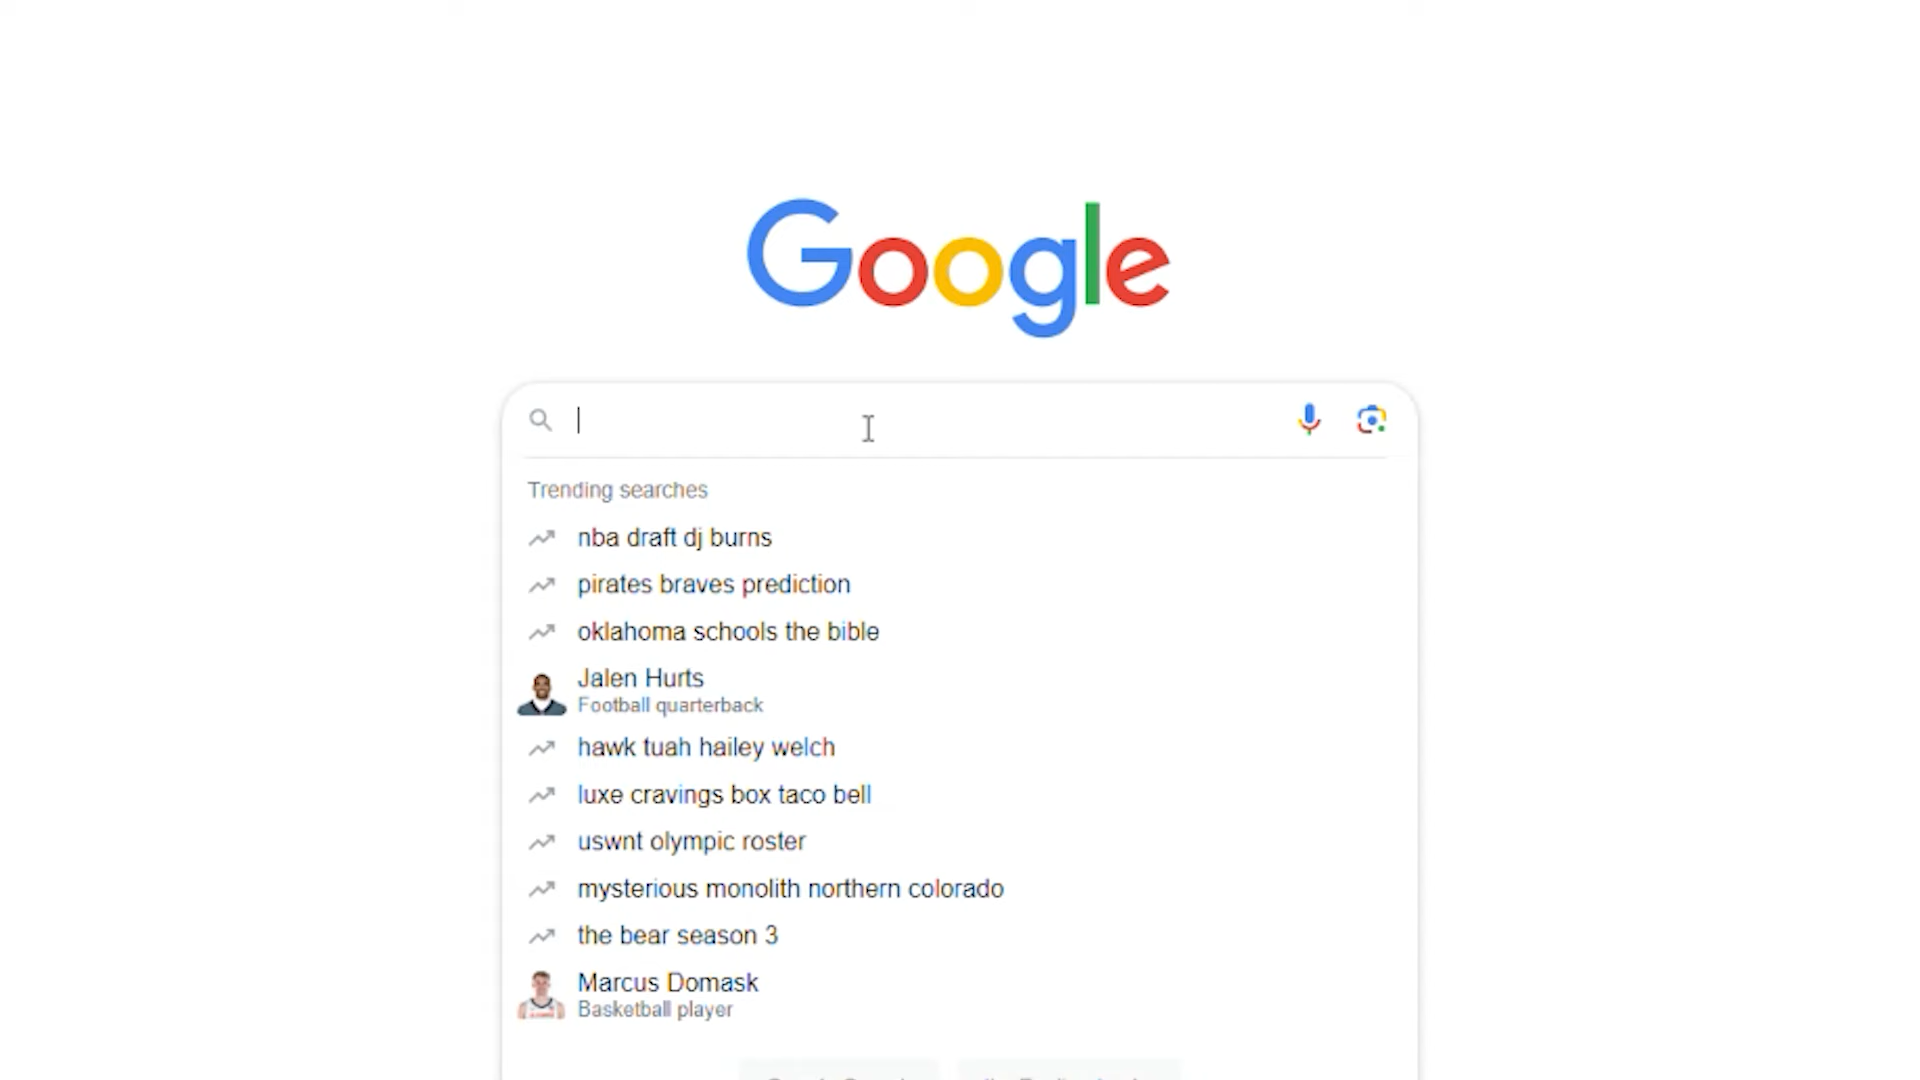 Google
Trending searches
nba draft dj burns
pirates braves prediction
oklahoma schools the bible
Jalen Hurts
Football quarterback
hawk tuah hailey welch
luxe cravings box taco bell
uswnt olympic roster
mysterious monolith northern colorado
the bear season 3
Marcus Domask
Basketball player